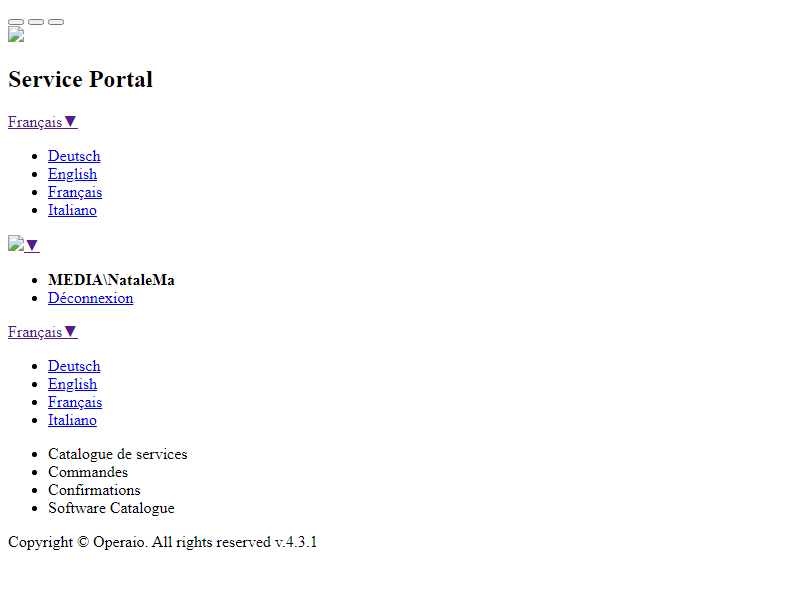 Service Portal
Français▼
Deutsch
English
Français
Italiano
▼
MEDIA\NataleMa
Déconnexion
Français▼
Deutsch
English
Français
Italiano
Catalogue de services
Commandes
Confirmations
Software Catalogue
Copyright © Operaio. All rights reserved v.4.3.1